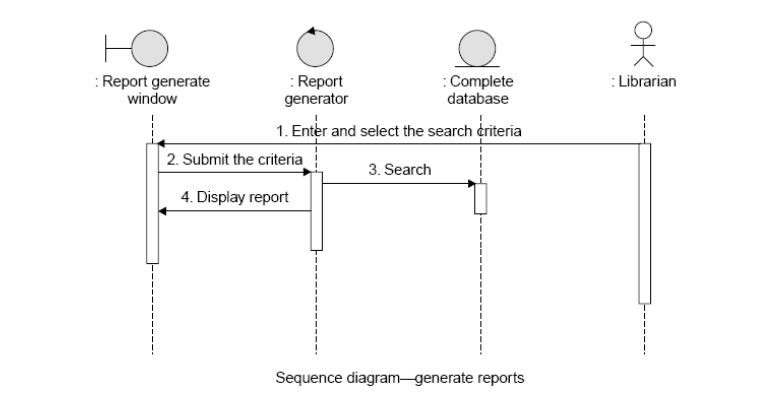 : Report generate
window
: Report
generator
: Complete
database
: Librarian
1. Enter and select the search criteria
2. Submit the criteria
3. Search
4. Display report
Sequence diagram—generate reports